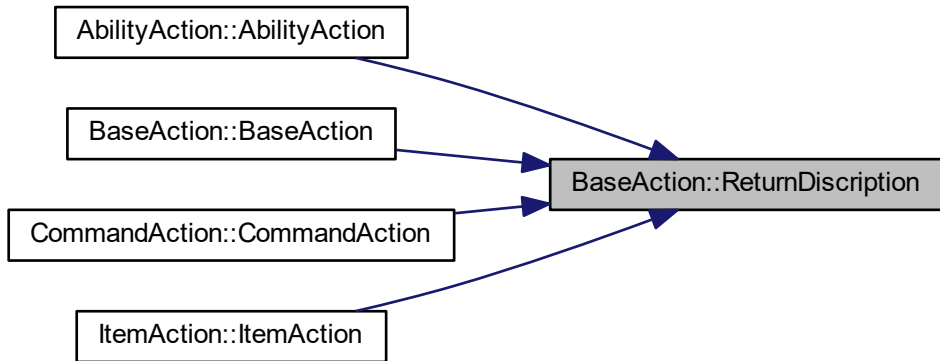 AbilityAction::AbilityAction
BaseAction::BaseAction
BaseAction::ReturnDiscription
CommandAction::CommandAction
ItemAction::ItemAction